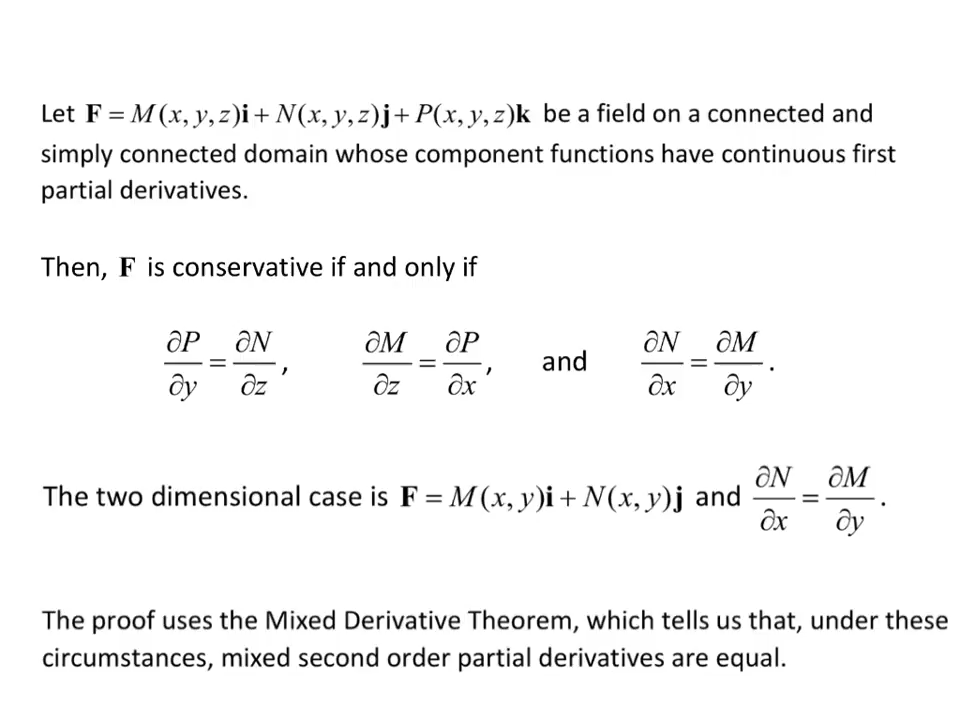 Let F = M(x, y, z)i + N(x, y, z)j + P(x, y, z)k be a field on a connected and
simply connected domain whose component functions have continuous first
partial derivatives.
Then, F is conservative if and only if
∂P/∂y = ∂N/∂z, ∂M/∂z = ∂P/∂x, and ∂N/∂x = ∂M/∂y.
The two dimensional case is F = M(x, y)i + N(x, y)j and ∂N/∂x = ∂M/∂y.
The proof uses the Mixed Derivative Theorem, which tells us that, under these
circumstances, mixed second order partial derivatives are equal.